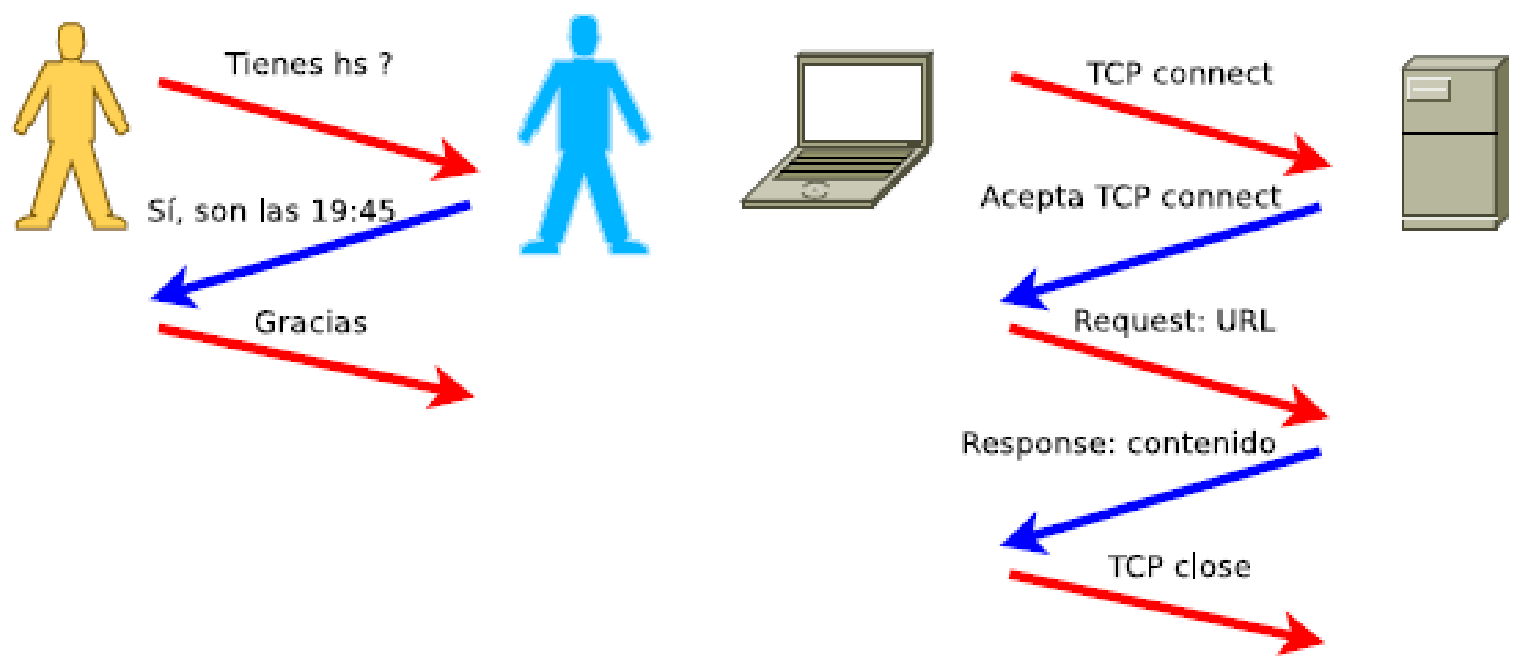 Tienes hs ?
Sí, son las 19:45
Gracias
TCP connect
Acepta TCP connect
Request: URL
Response: contenido
TCP close